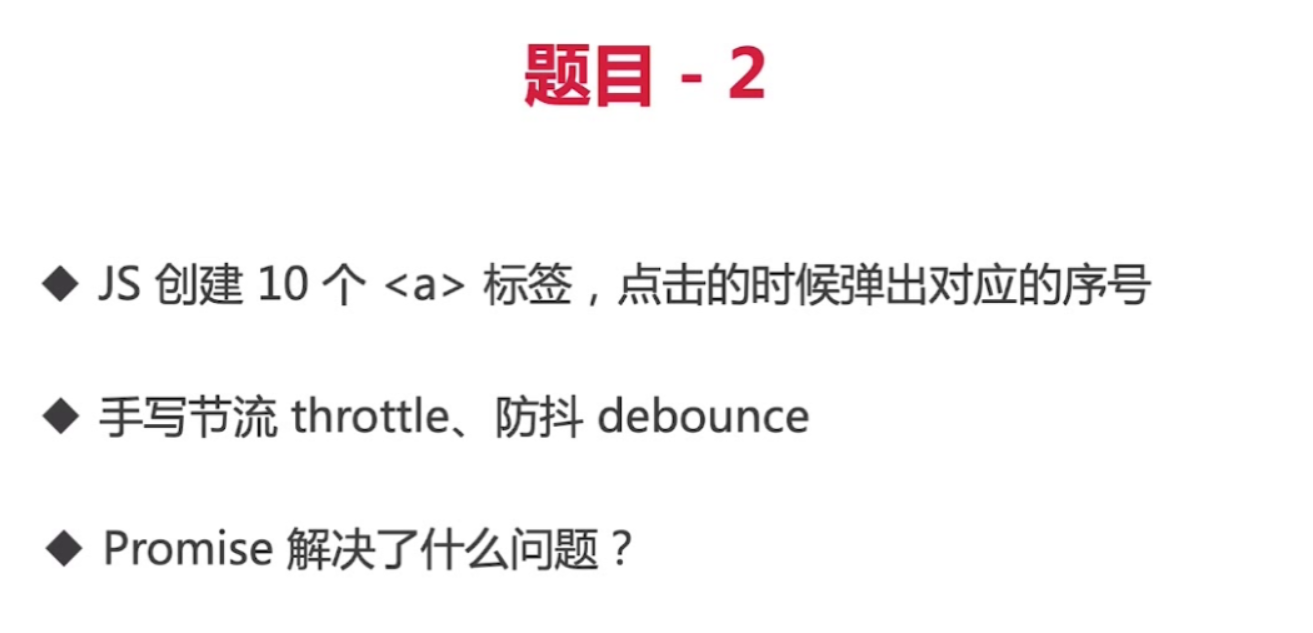 题目 - 2
◆ JS 创建 10 个 <a> 标签，点击的时候弹出对应的序号
◆ 手写节流 throttle、防抖 debounce
◆ Promise 解决了什么问题？